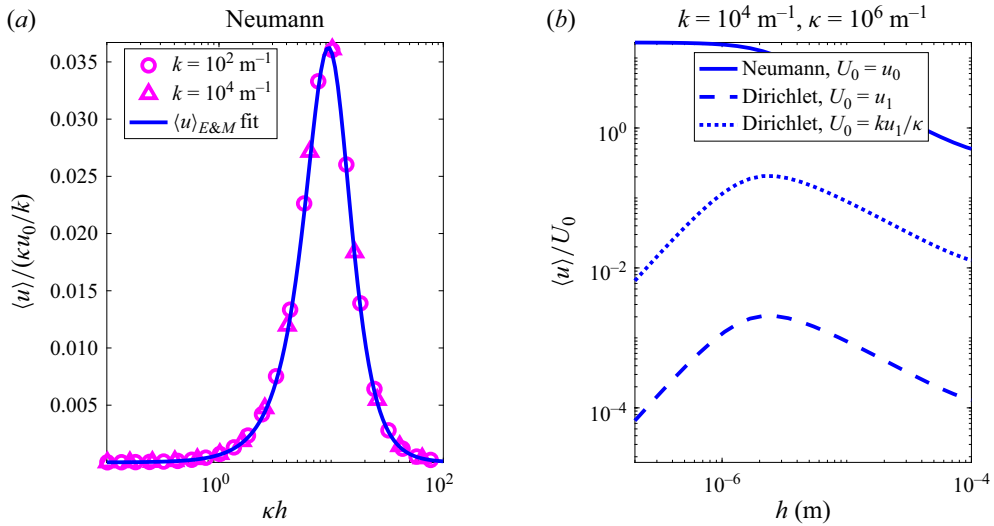 (a)
Neumann
0.035
0.030
0.025
0.020
0.015
0.010
0.005
k = 10² m⁻¹
k = 10⁴ m⁻¹
⟨u⟩E&M fit
⟨u⟩/(κu₀/k)
10⁰
10²
κh
(b)
k = 10⁴ m⁻¹, κ = 10⁶ m⁻¹
Neumann, U₀ = u₀
Dirichlet, U₀ = u₁
Dirichlet, U₀ = ku₁/κ
10⁰
10⁻²
10⁻⁴
⟨u⟩/U₀
10⁻⁶
10⁻⁴
h (m)